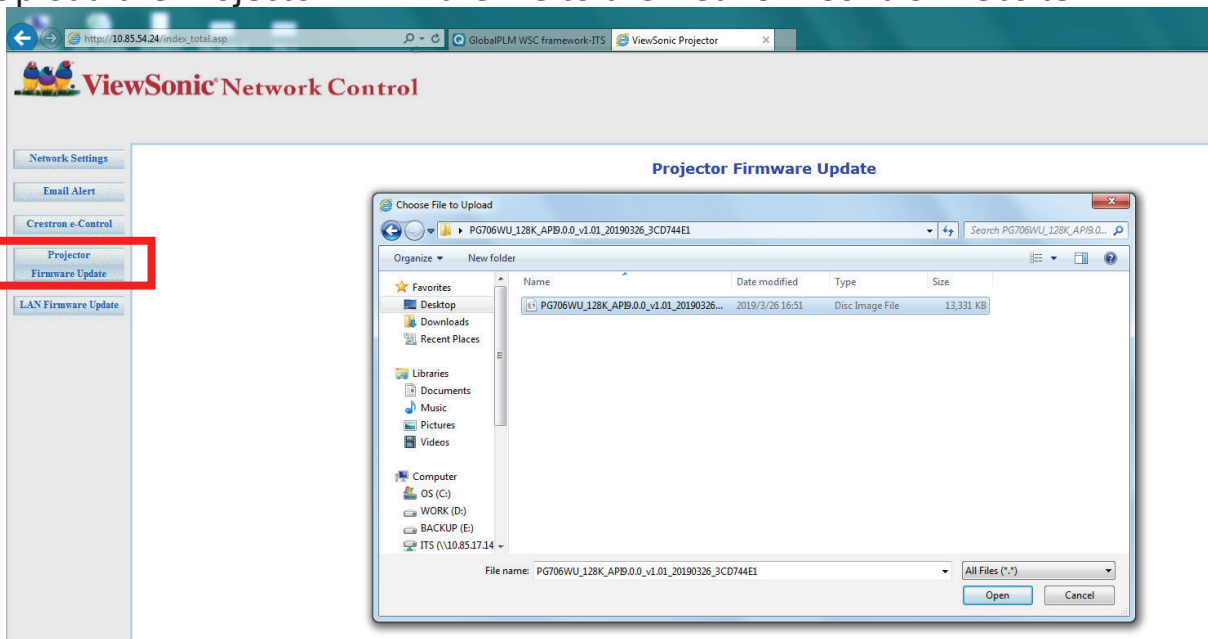 http://10.85.54.24/index_total.asp
GlobalPLM WSC framework-ITS
ViewSonic Projector
ViewSonic® Network Control
Network Settings
Email Alert
Crestron e-Control
Projector
Firmware Update
LAN Firmware Update
Projector Firmware Update
Choose File to Upload
PG706WU_128K_API9.0.0_v1.01_20190326_3CD744E1
Search PG706WU_128K_API9.0...
Organize
New folder
Name
Date modified
Type
Size
PG706WU_128K_API9.0.0_v1.01_20190326...
2019/3/26 16:51
Disc Image File
13,331 KB
Favorites
Desktop
Downloads
Recent Places
Libraries
Documents
Music
Pictures
Videos
Computer
OS (C:)
WORK (D:)
BACKUP (E:)
ITS (\\10.85.17.14
File name:
PG706WU_128K_API9.0.0_v1.01_20190326_3CD744E1
All Files (*.*)
Open
Cancel